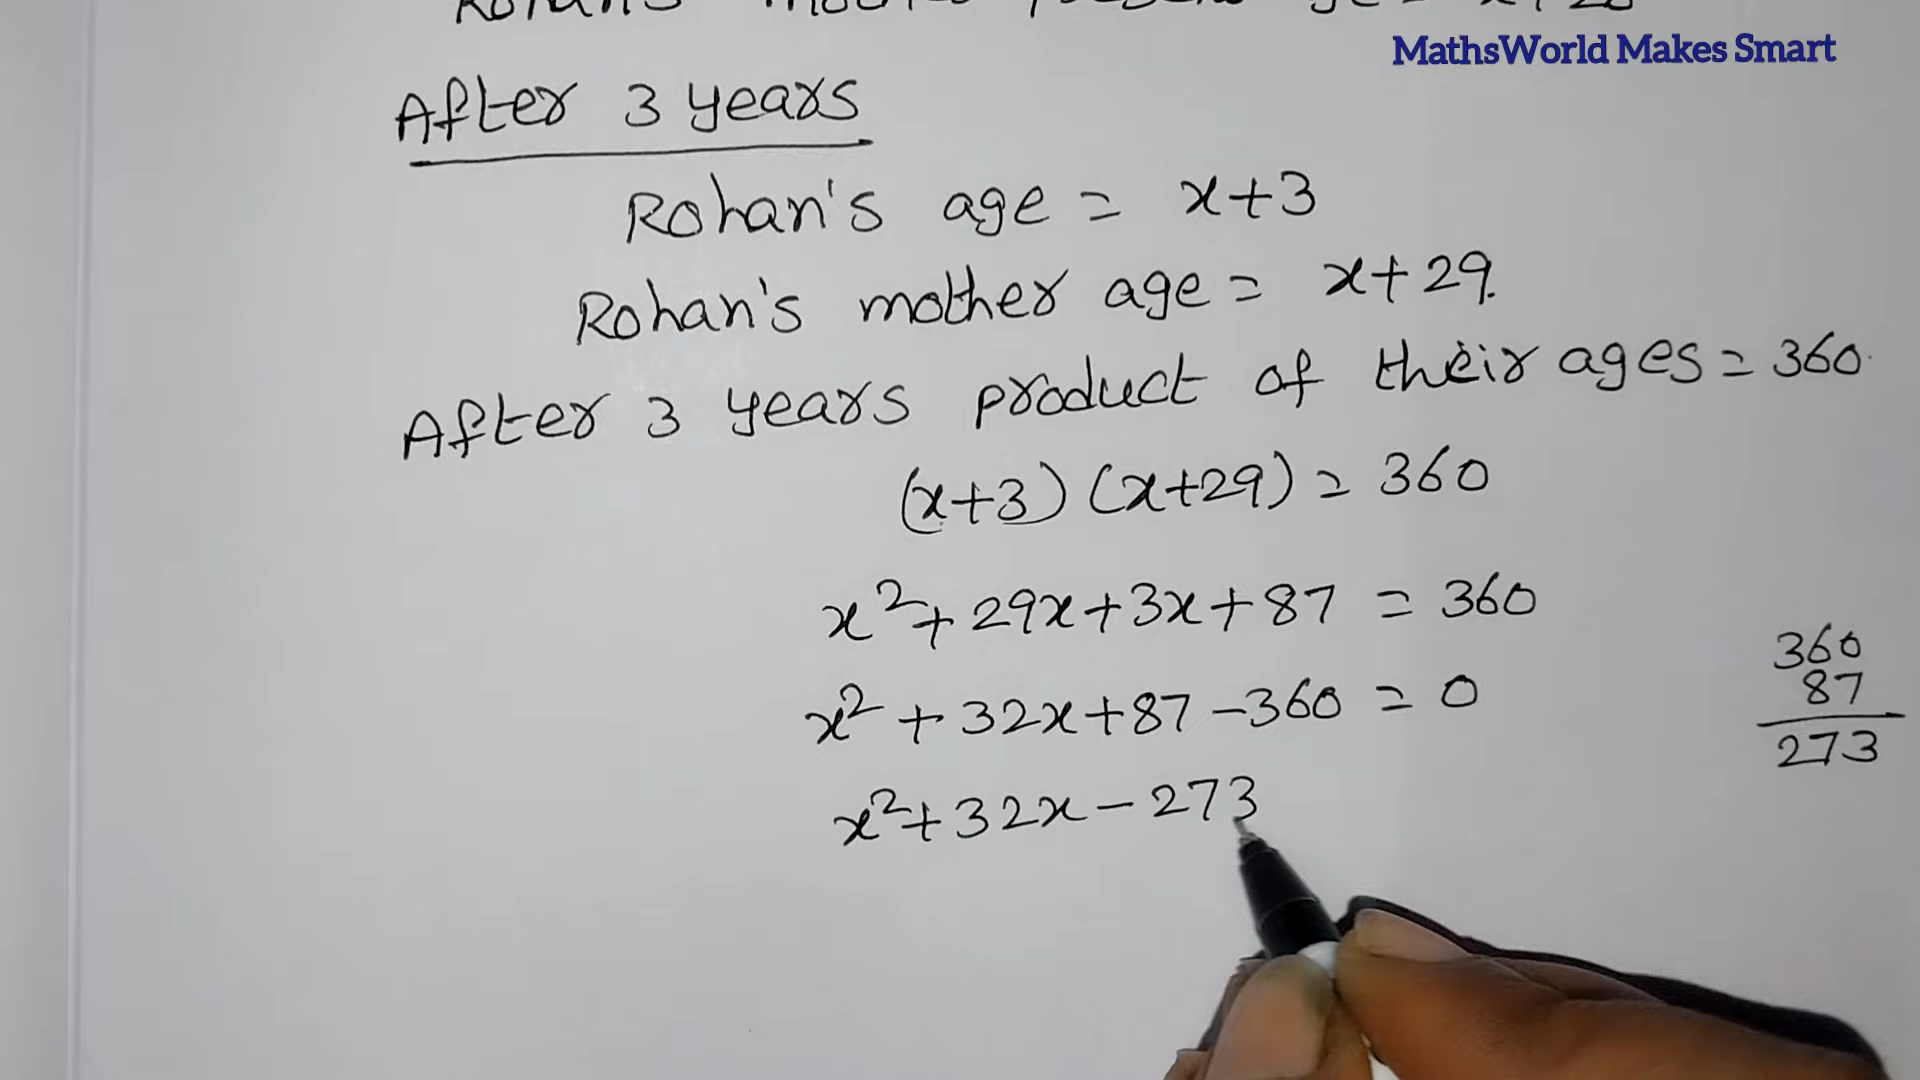 MathsWorld Makes Smart
After 3 years
Rohan's age = x+3
Rohan's mother age = x+29.
After 3 years product of their ages = 360.
(x+3) (x+29) = 360
x²+ 29x+3x+87 = 360
x² + 32x+87 -360 = 0
x²+32x-273
360
87
273